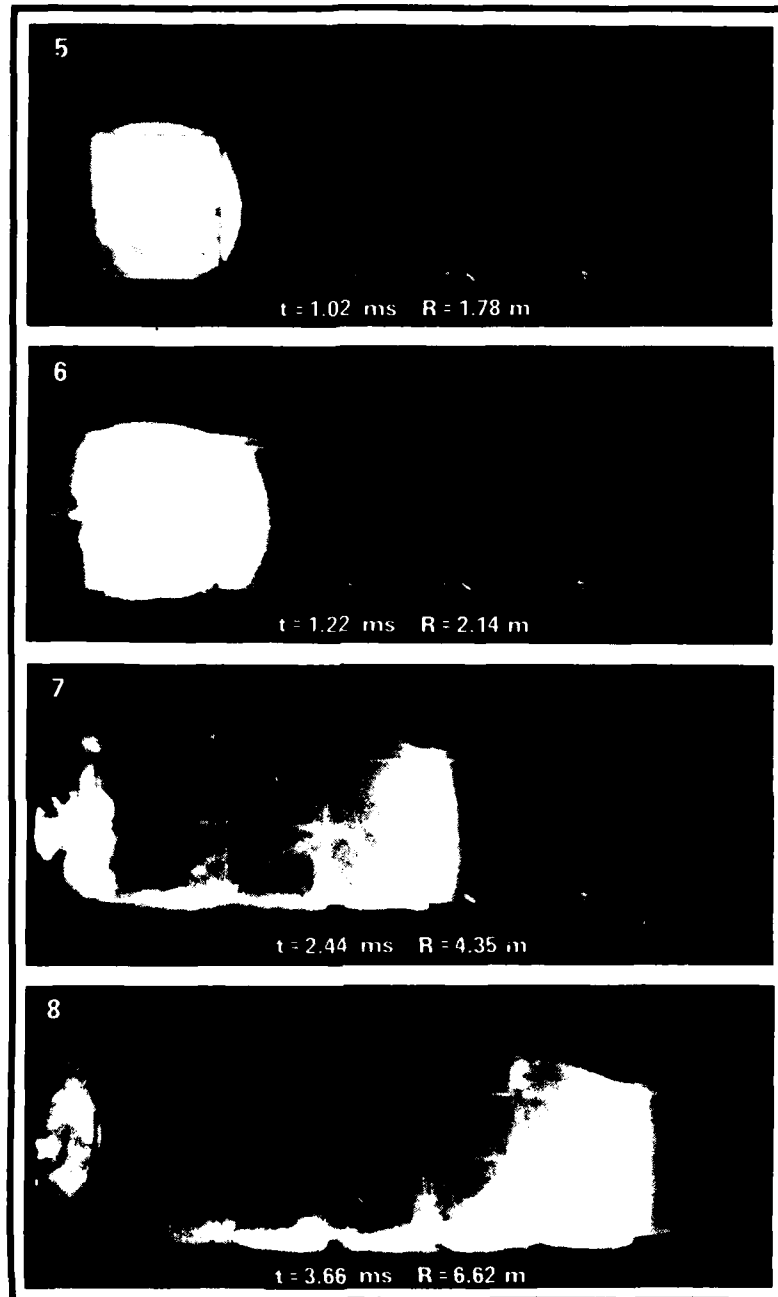 5
t = 1.02 ms R = 1.78 m
6
t = 1.22 ms R = 2.14 m
7
t = 2.44 ms R = 4.35 m
8
t = 3.66 ms R = 6.62 m